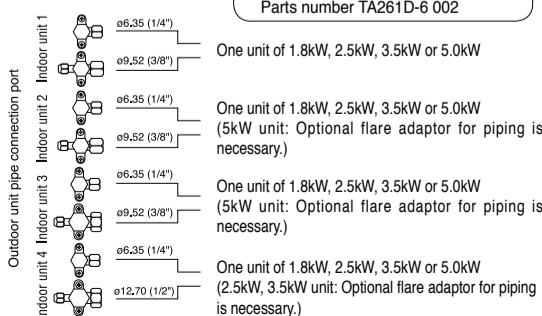 Parts number TA261D-6 002
Outdoor unit pipe connection port
Indoor unit 1
ø6.35 (1/4")
ø9.52 (3/8")
One unit of 1.8kW, 2.5kW, 3.5kW or 5.0kW
Indoor unit 2
ø6.35 (1/4")
ø9.52 (3/8")
One unit of 1.8kW, 2.5kW, 3.5kW or 5.0kW
(5kW unit: Optional flare adaptor for piping is
necessary.)
Indoor unit 3
ø6.35 (1/4")
ø9.52 (3/8")
One unit of 1.8kW, 2.5kW, 3.5kW or 5.0kW
(5kW unit: Optional flare adaptor for piping is
necessary.)
Indoor unit 4
ø6.35 (1/4")
ø12.70 (1/2")
One unit of 1.8kW, 2.5kW, 3.5kW or 5.0kW
(2.5kW, 3.5kW unit: Optional flare adaptor for piping
is necessary.)